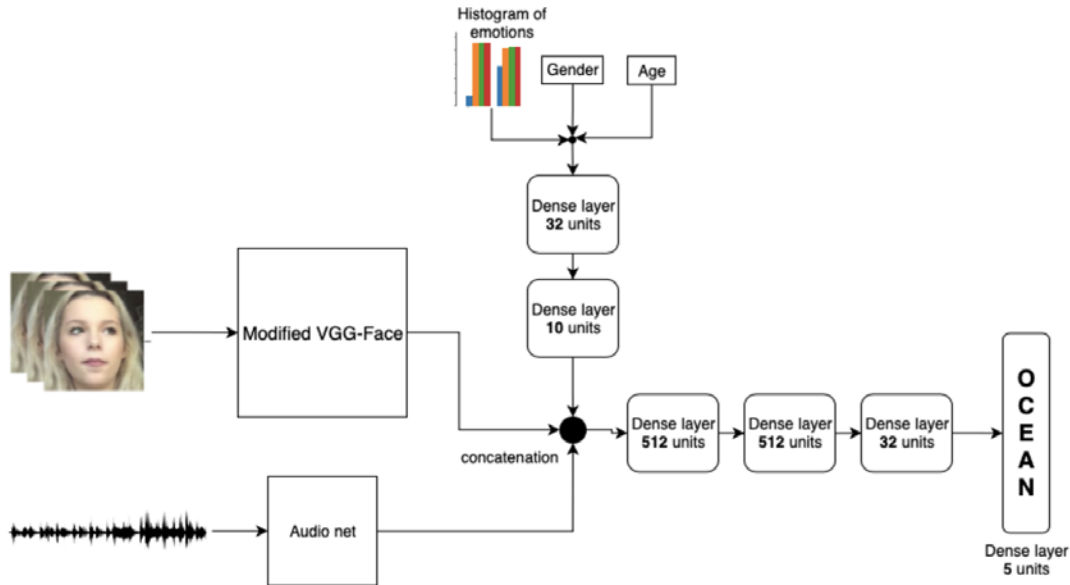 Histogram of
emotions
Gender
Age
Dense layer
32 units
Dense layer
10 units
Modified VGG-Face
concatenation
Dense layer
512 units
Dense layer
512 units
Dense layer
32 units
O
C
E
A
N
Dense layer
5 units
Audio net